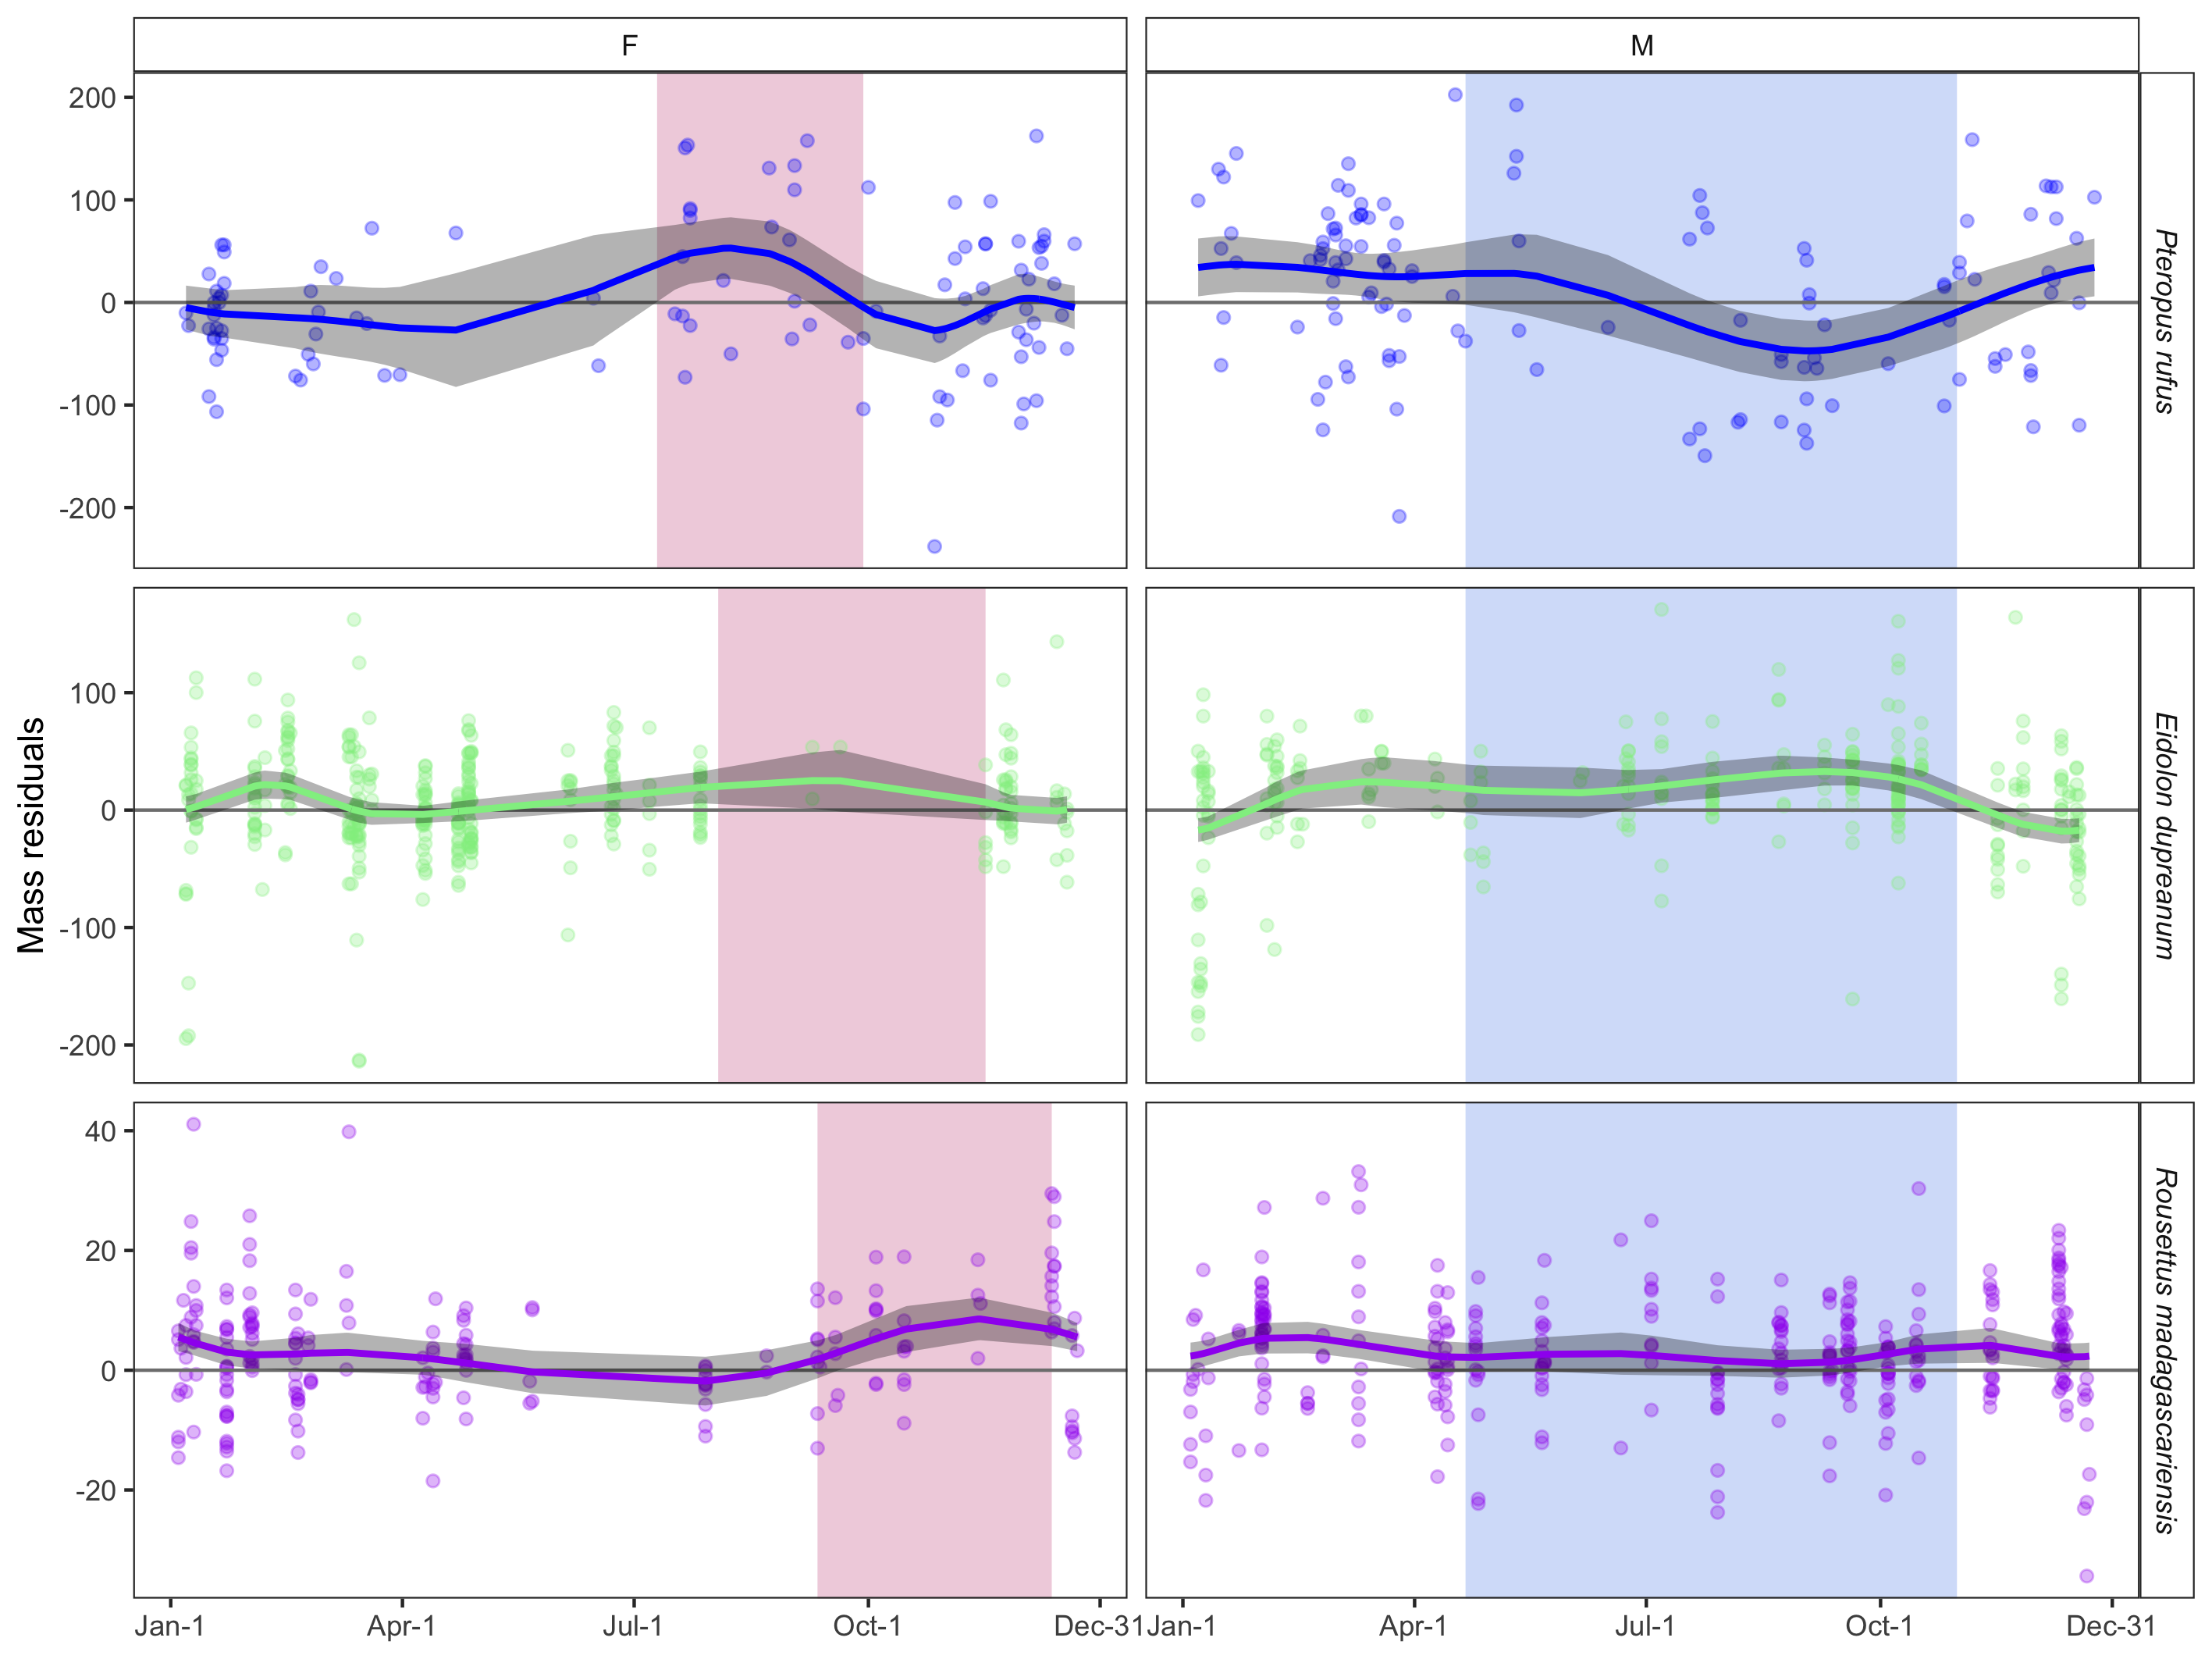 F
M
200
100
0
-100
-200
Pteropus rufus
Mass residuals
100
0
-100
-200
Eidolon dupreanum
40
20
0
-20
Rousettus madagascariensis
Jan-1
Apr-1
Jul-1
Oct-1
Dec-31
Jan-1
Apr-1
Jul-1
Oct-1
Dec-31